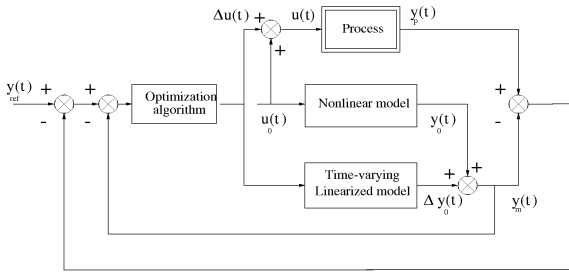 Δu(t) + u(t) y_p(t)
Process
+
y_ref(t) + + Optimization algorithm
- -
u_0(t)
Nonlinear model
y_0(t)
+
-
Time-varying
Linearized model
+ +
Δ y_0(t) y_m(t)